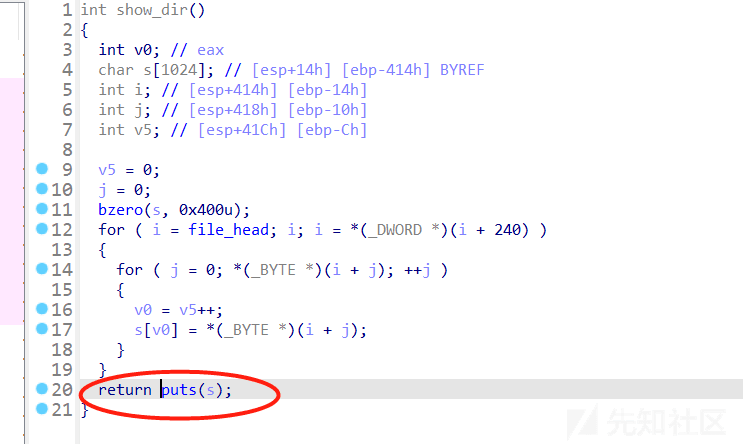 1 int show_dir()
2 {
3 int v0; // eax
4 char s[1024]; // [esp+14h] [ebp-414h] BYREF
5 int i; // [esp+414h] [ebp-14h]
6 int j; // [esp+418h] [ebp-10h]
7 int v5; // [esp+41Ch] [ebp-Ch]
8
9 v5 = 0;
10 j = 0;
11 bzero(s, 0x400u);
12 for ( i = file_head; i; i = *(_DWORD *)(i + 240) )
13 {
14 for ( j = 0; *(_BYTE *)(i + j); ++j )
15 {
16 v0 = v5++;
17 s[v0] = *(_BYTE *)(i + j);
18 }
19 }
20 return puts(s);
21 }
先知社区